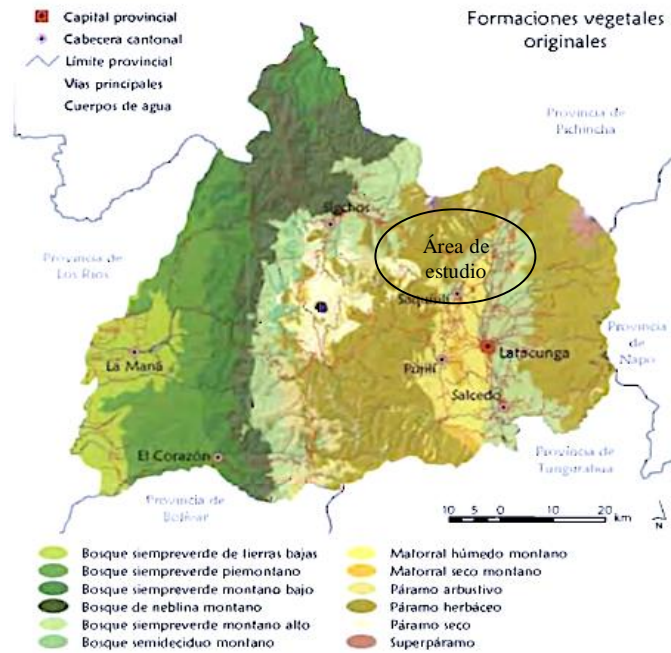 Capital provincial
Cabecera cantonal
Límite provincial
Vías principales
Cuerpos de agua
Formaciones vegetales
originales
Provincia de
Pichincha
Sigchos
Área de
estudio
Provincia de
Los Ríos
Saquisilí
Provincia
de
Napo
La Maná
Pujilí
Latacunga
Salcedo
El Corazón
Provincia de
Tungurahua
Provincia de
Bolívar
10 5 0 10 20
km
N
Bosque siempreverde de tierras bajas
Bosque siempreverde piemontano
Bosque siempreverde montano bajo
Bosque de neblina montano
Bosque siempreverde montano alto
Bosque semideciduo montano
Matorral húmedo montano
Matorral seco montano
Páramo arbustivo
Páramo herbáceo
Páramo seco
Superpáramo